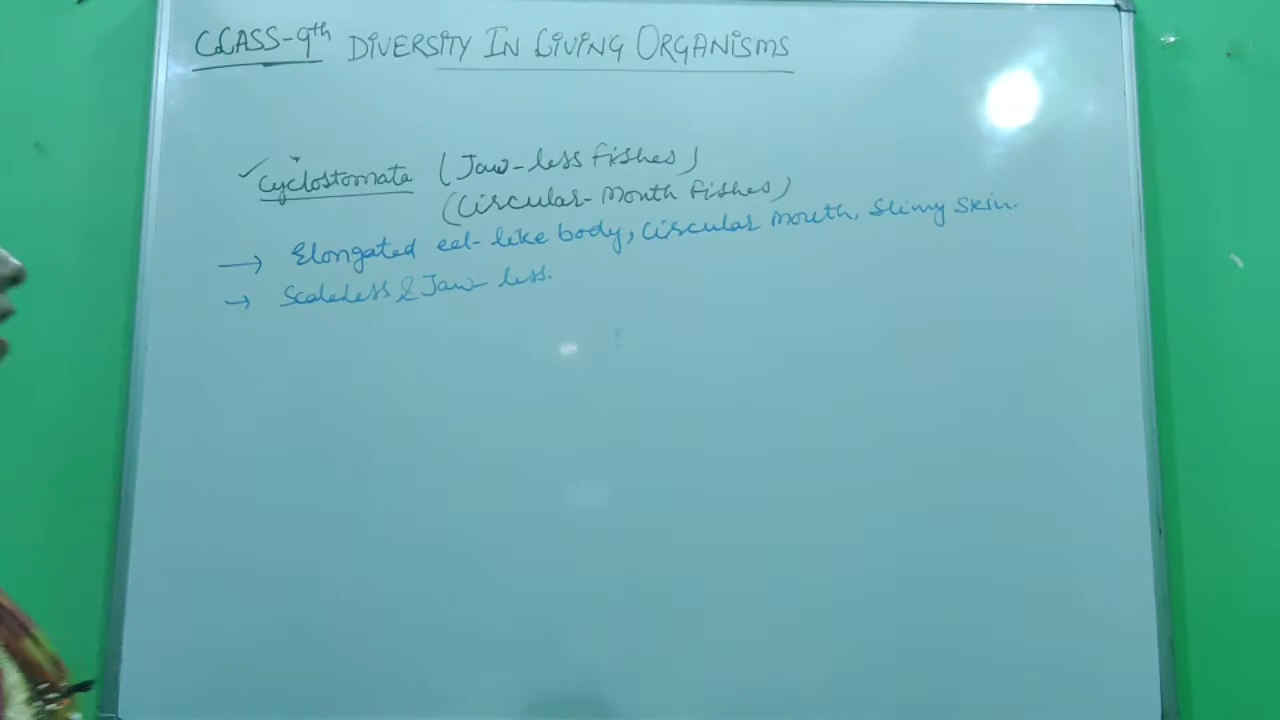 CLASS-9th DIVERSITY IN LIVING ORGANISMS
✓ Cyclostomata (Jaw-less fishes)
(Circular-Mouth fishes)
→ Elongated eel-like body, Circular mouth, Slimy skin.
→ Scaleless & Jaw-less.